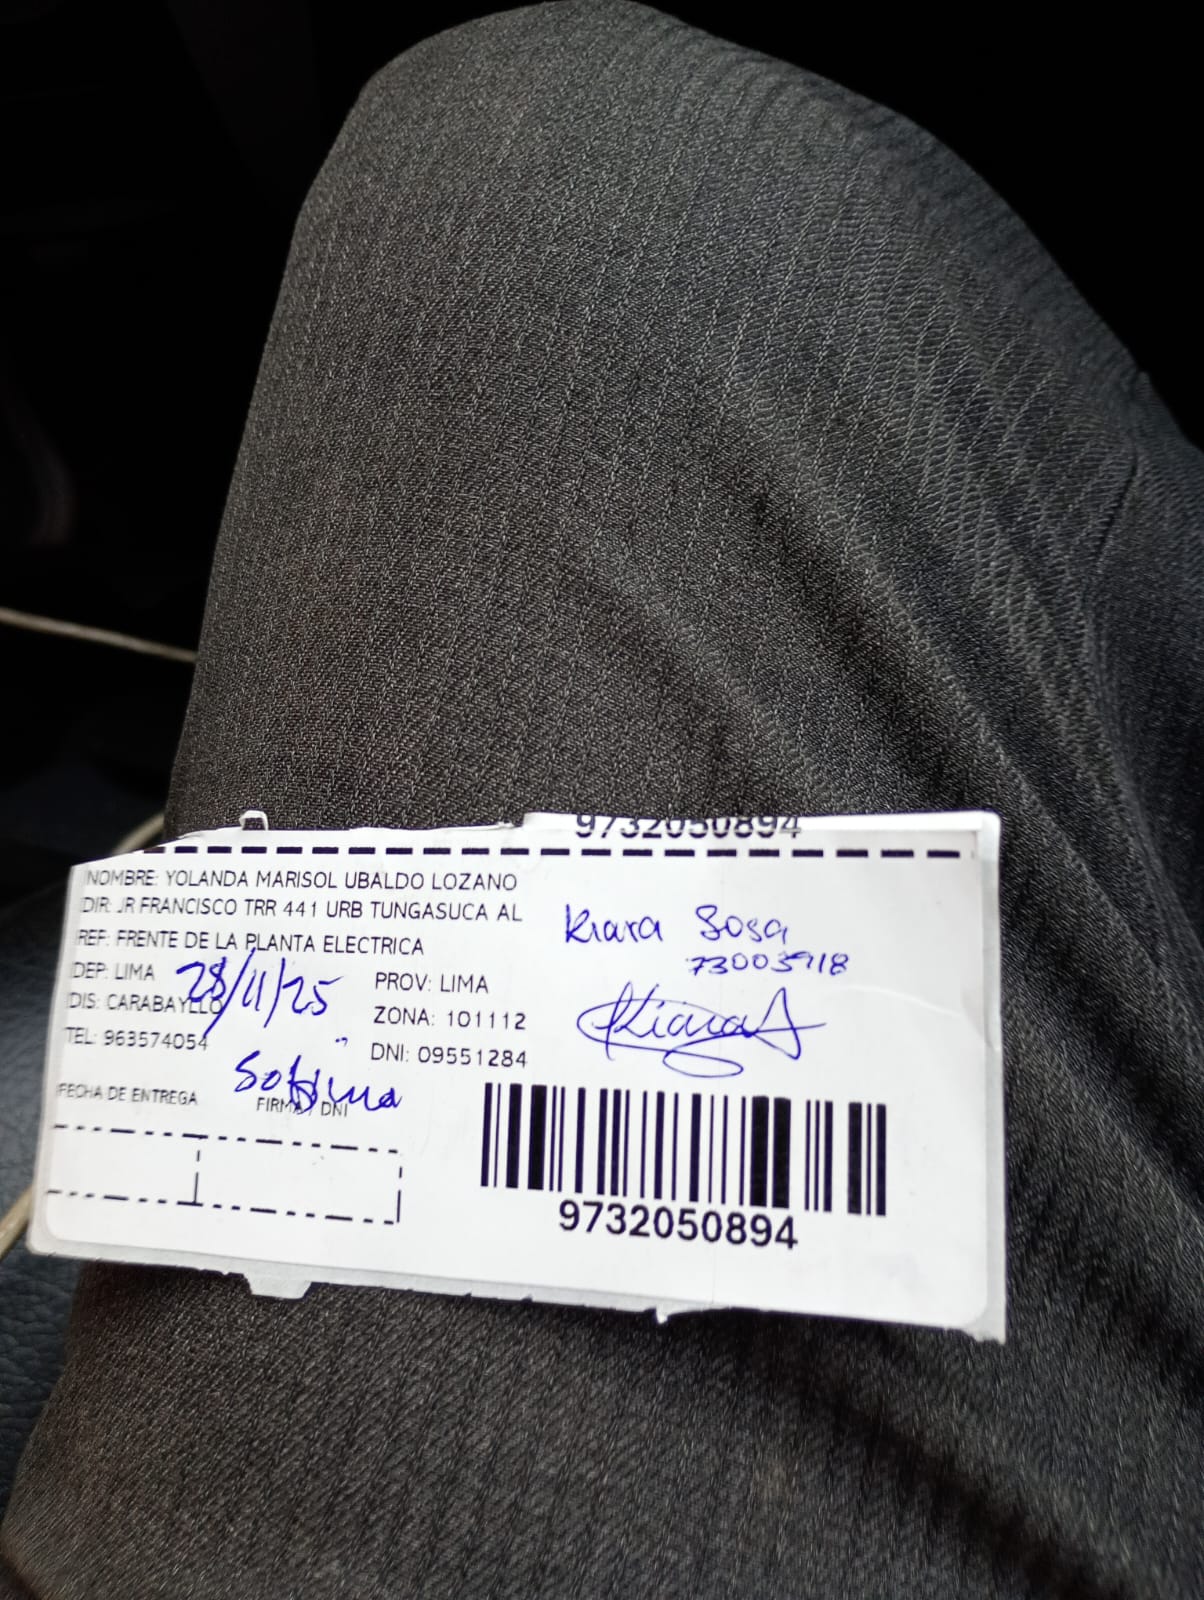 9732050894
NOMBRE: YOLANDA MARISOL UBALDO LOZANO
DIR: JR FRANCISCO TRR 441 URB TUNGASUCA AL
REF: FRENTE DE LA PLANTA ELECTRICA
DEP: LIMA PROV: LIMA
DIS: CARABAYLLO ZONA: 101112
TEL: 963574054 DNI: 09551284
28/11/25
FECHA DE ENTREGA FIRMA / DNI
Kiara Sosa
73003918
Kiara
9732050894